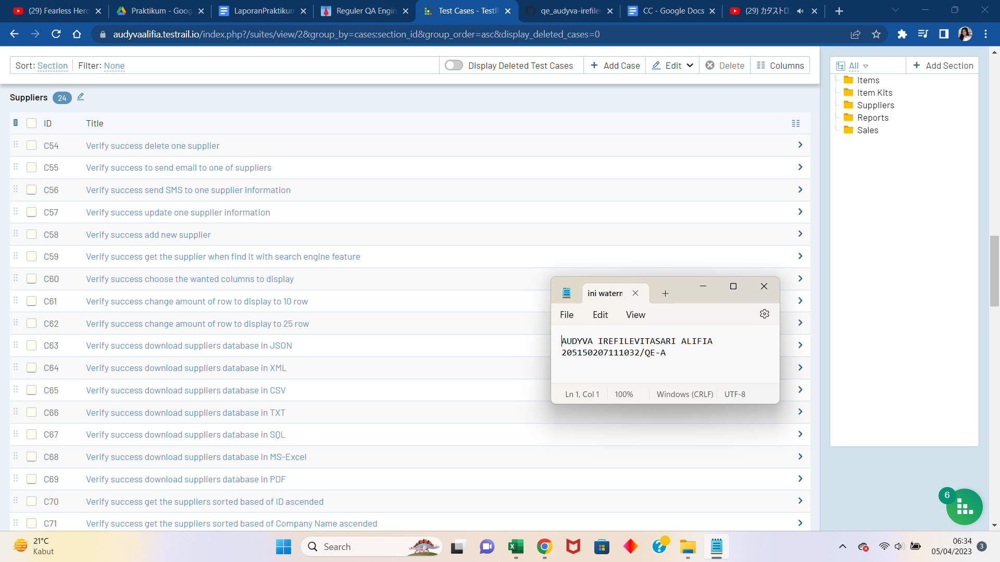 (29) Fearless Hero
Praktikum - Goog
LaporanPraktikum
Reguler QA Engin
Test Cases - TestR
qe_audyva-irefilev
CC - Google Docs
(29) カタストロ
audyvaalifia.testrail.io/index.php?/suites/view/2&group_by=cases:section_id&group_order=asc&display_deleted_cases=0
Sort: Section Filter: None
Display Deleted Test Cases
Add Case
Edit
Delete
Columns
All
Add Section
Items
Item Kits
Suppliers
Reports
Sales
Suppliers 24
ID Title
C54 Verify success delete one supplier
C55 Verify success to send email to one of suppliers
C56 Verify success send SMS to one supplier information
C57 Verify success update one supplier information
C58 Verify success add new supplier
C59 Verify success get the supplier when find it with search engine feature
C60 Verify success choose the wanted columns to display
C61 Verify success change amount of row to display to 10 row
C62 Verify success change amount of row to display to 25 row
C63 Verify success download suppliers database in JSON
C64 Verify success download suppliers database in XML
C65 Verify success download suppliers database in CSV
C66 Verify success download suppliers database in TXT
C67 Verify success download suppliers database in SQL
C68 Verify success download suppliers database in MS-Excel
C69 Verify success download suppliers database in PDF
C70 Verify success get the suppliers sorted based of ID ascended
C71 Verify success get the suppliers sorted based of Company Name ascended
ini waterm
File Edit View
AUDYVA IREFILEVITASARI ALIFIA
205150207111032/QE-A
Ln 1, Col 1 100% Windows (CRLF) UTF-8
6
21°C
Kabut
Search
06:34
05/04/2023
3